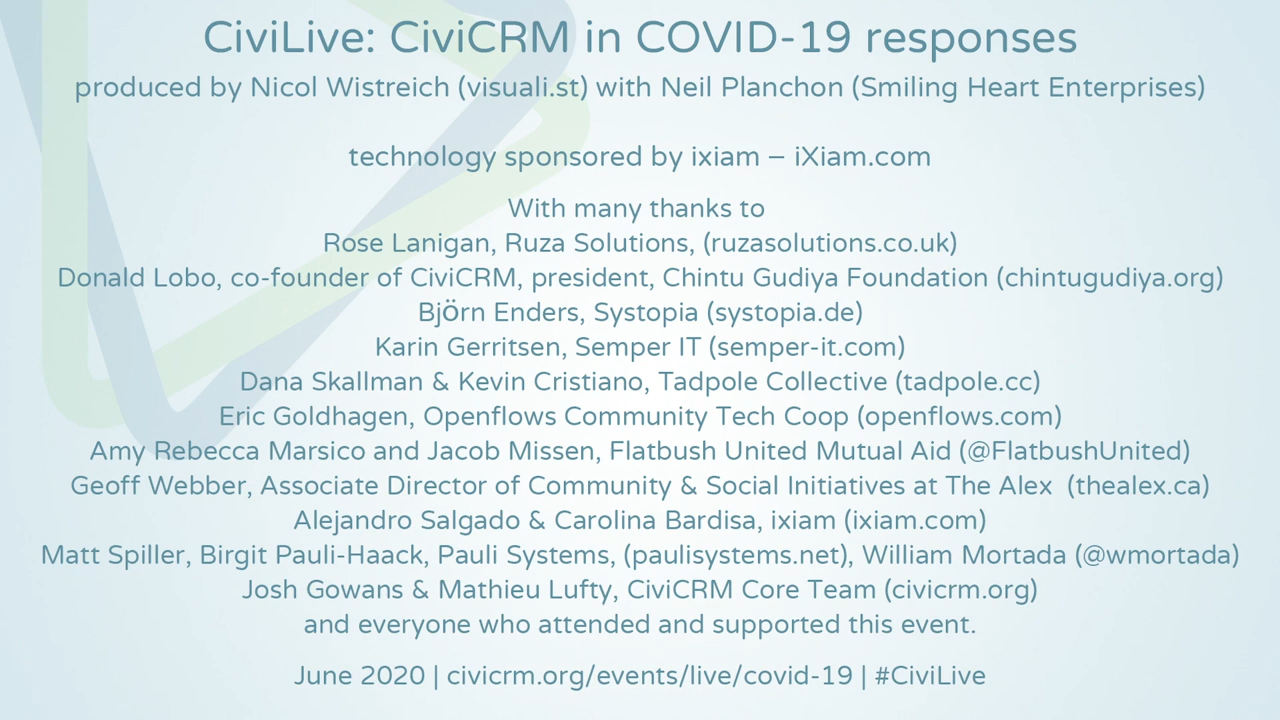 CiviLive: CiviCRM in COVID-19 responses
produced by Nicol Wistreich (visuali.st) with Neil Planchon (Smiling Heart Enterprises)
technology sponsored by ixiam – iXiam.com
With many thanks to
Rose Lanigan, Ruza Solutions, (ruzasolutions.co.uk)
Donald Lobo, co-founder of CiviCRM, president, Chintu Gudiya Foundation (chintugudiya.org)
Björn Enders, Systopia (systopia.de)
Karin Gerritsen, Semper IT (semper-it.com)
Dana Skallman & Kevin Cristiano, Tadpole Collective (tadpole.cc)
Eric Goldhagen, Openflows Community Tech Coop (openflows.com)
Amy Rebecca Marsico and Jacob Missen, Flatbush United Mutual Aid (@FlatbushUnited)
Geoff Webber, Associate Director of Community & Social Initiatives at The Alex  (thealex.ca)
Alejandro Salgado & Carolina Bardisa, ixiam (ixiam.com)
Matt Spiller, Birgit Pauli-Haack, Pauli Systems, (paulisystems.net), William Mortada (@wmortada)
Josh Gowans & Mathieu Lufty, CiviCRM Core Team (civicrm.org)
and everyone who attended and supported this event.
June 2020 | civicrm.org/events/live/covid-19 | #CiviLive